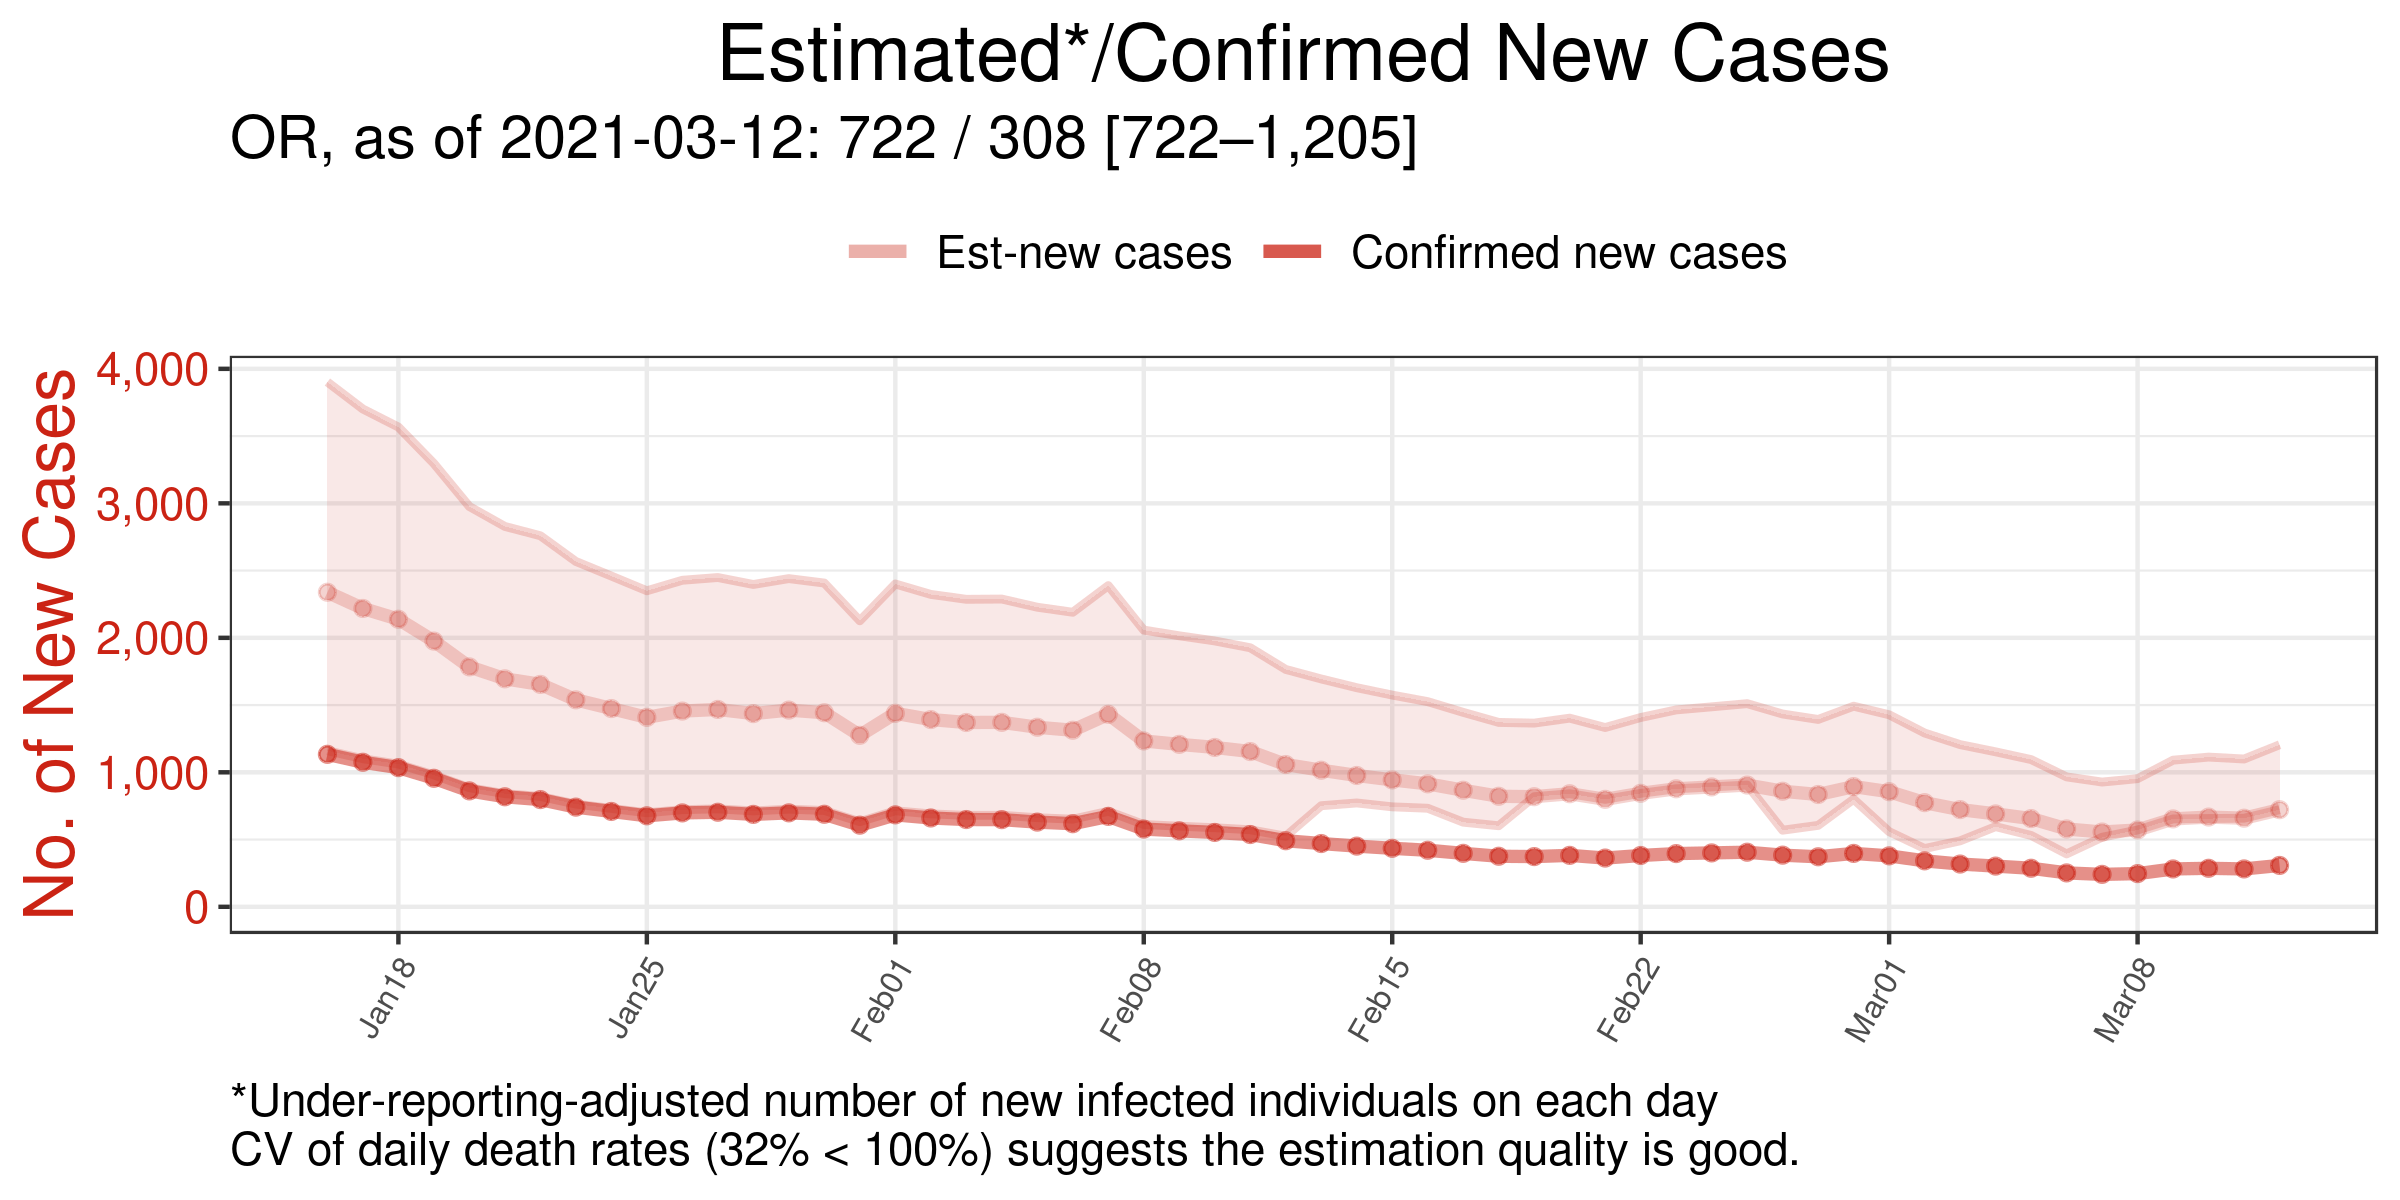 Estimated*/Confirmed New Cases
OR, as of 2021-03-12: 722 / 308 [722–1,205]
Est-new cases
Confirmed new cases
No. of New Cases
4,000
3,000
2,000
1,000
0
Jan18
Jan25
Feb01
Feb08
Feb15
Feb22
Mar01
Mar08
*Under-reporting-adjusted number of new infected individuals on each day
CV of daily death rates (32% < 100%) suggests the estimation quality is good.